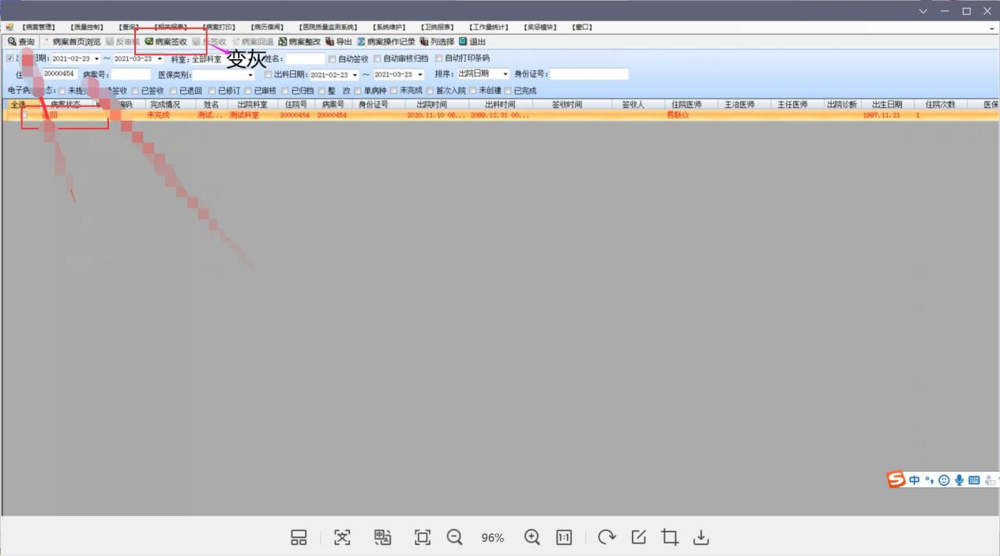 【病案管理】 【质量控制】 【查询】 【相关报表】 【病案打印】 【病历借阅】 【医院质量监测系统】 【系统维护】 【卫统报表】 【工作量统计】 【奖惩模块】 【窗口】
查询 病案首页浏览 反审核 病案签收 反签收 病案回退 病案整改 导出 病案操作记录 列选择 退出
日期: 2021-02-23 ～ 2021-03-23 科室: 全部科室 变灰 姓名: 自动签收 自动审核归档 自动打印条码
住 20000454 病案号: 医保类别: 出科日期: 2021-02-23 ～ 2021-03-23 排序: 出院日期 身份证号:
电子病 态: 未提 签收 已签收 已退回 已修订 已审核 已归档 整 改 单病种 未完成 首次入院 未创建 已完成
全选 病案状态 编码 完成情况 姓名 出院科室 住院号 病案号 身份证号 出院时间 出科时间 签收时间 签收人 住院医师 主治医师 主任医师 出院诊断 出生日期 住院次数 医保
回 未完成 测试... 测试科室 20000454 20000454 2020.11.10 08... 2099.12.31 00... 易联众 1997.11.21 1
中
96% 1:1